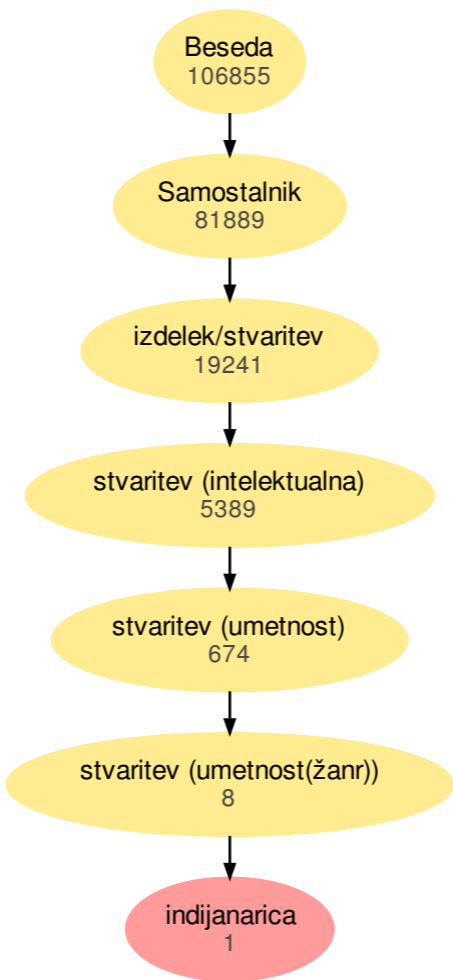 Beseda
106855
Samostalnik
81889
izdelek/stvaritev
19241
stvaritev (intelektualna)
5389
stvaritev (umetnost)
674
stvaritev (umetnost(žanr))
8
indijanarica
1